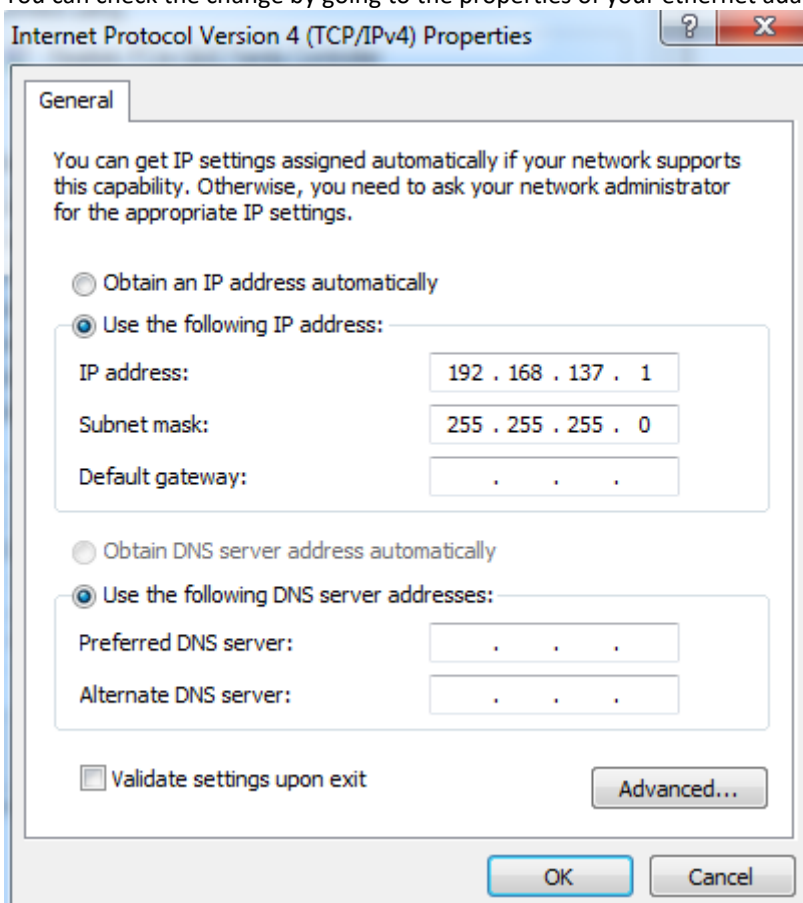 You can check the change by going to the properties of your ethernet
Internet Protocol Version 4 (TCP/IPv4) Properties
General
You can get IP settings assigned automatically if your network supports
this capability. Otherwise, you need to ask your network administrator
for the appropriate IP settings.
Obtain an IP address automatically
Use the following IP address:
IP address: 192 . 168 . 137 . 1
Subnet mask: 255 . 255 . 255 . 0
Default gateway: . . .
Obtain DNS server address automatically
Use the following DNS server addresses:
Preferred DNS server: . . .
Alternate DNS server: . . .
Validate settings upon exit
Advanced...
OK Cancel